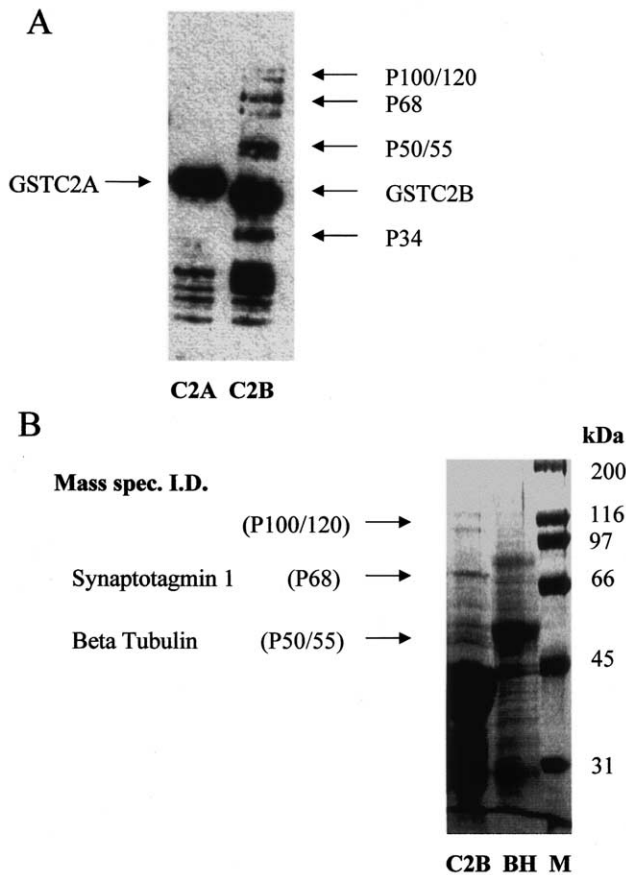 A
P100/120
P68
P50/55
GSTC2A
GSTC2B
P34
C2A C2B
B
kDa
Mass spec. I.D.
200
(P100/120)
116
97
Synaptotagmin 1 (P68)
66
Beta Tubulin (P50/55)
45
31
C2B BH M